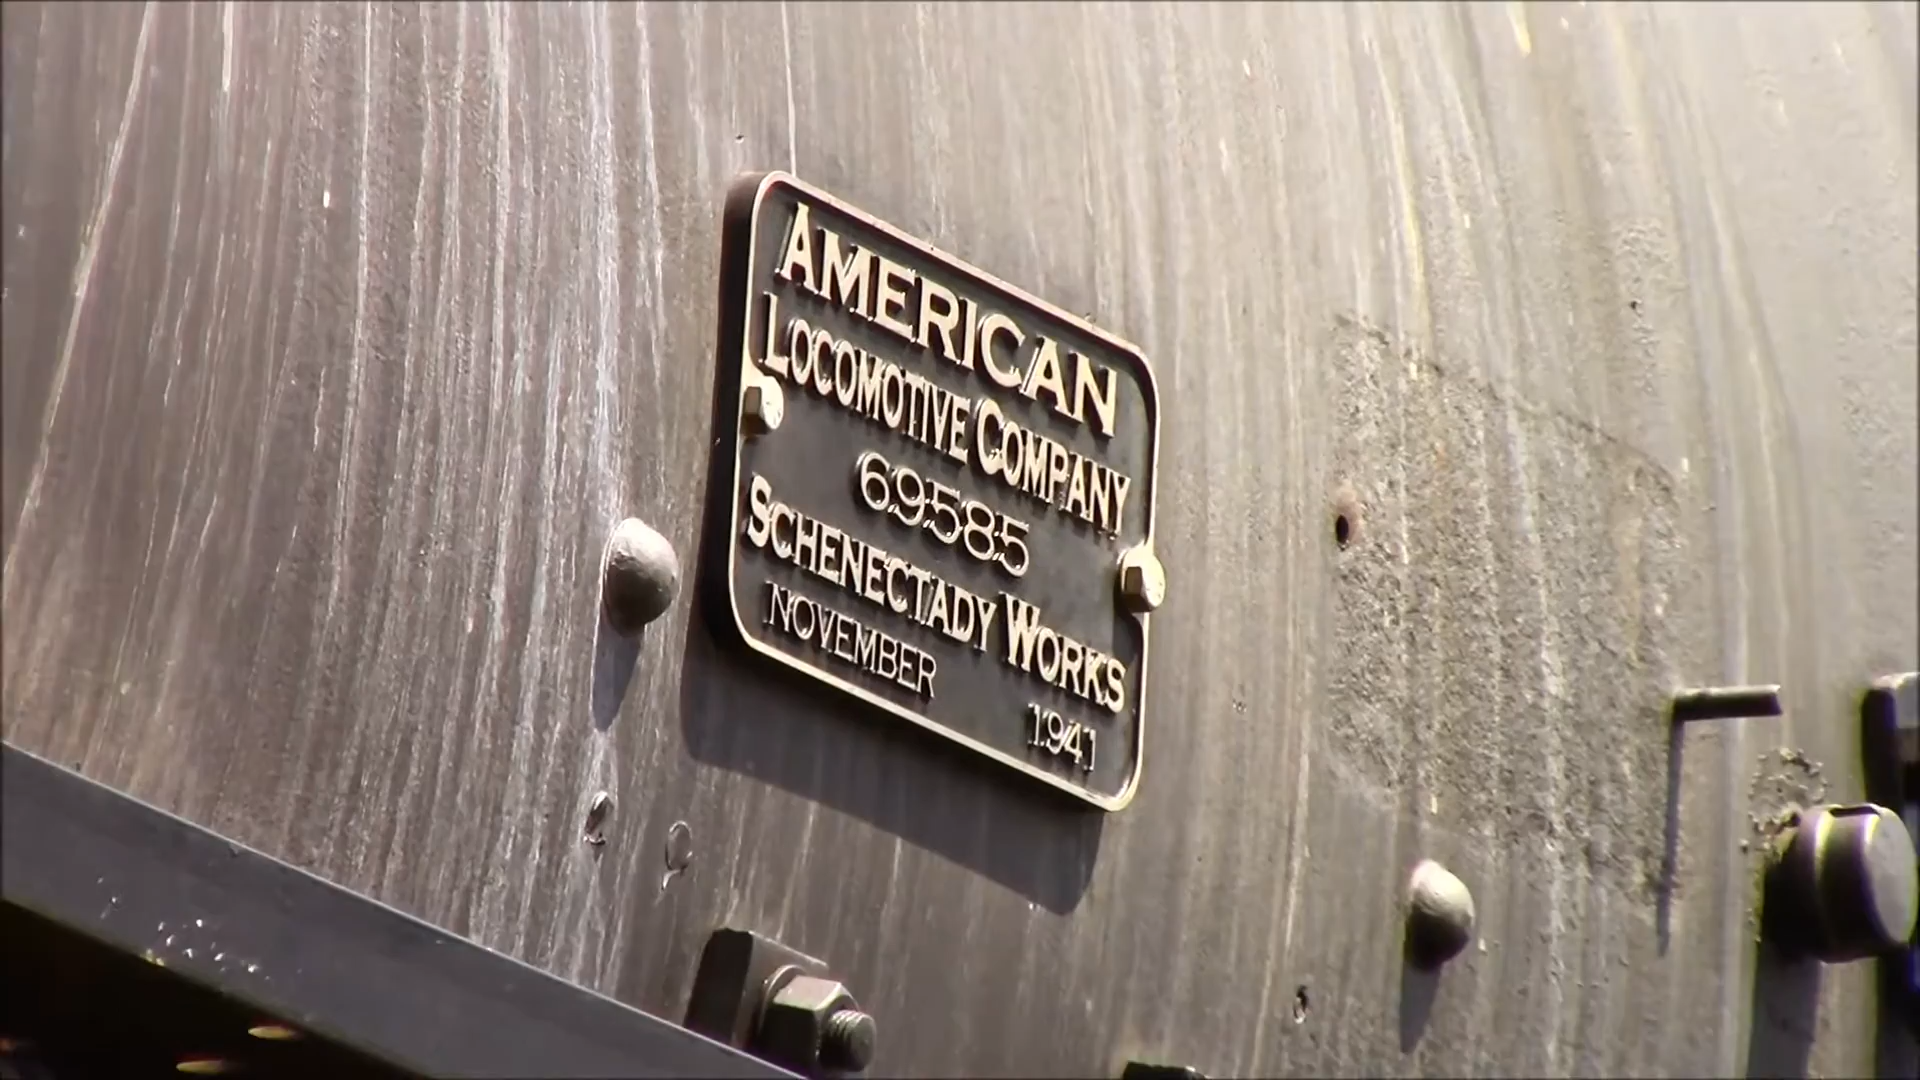 AMERICAN
LOCOMOTIVE COMPANY
69585
SCHENECTADY WORKS
NOVEMBER
1941